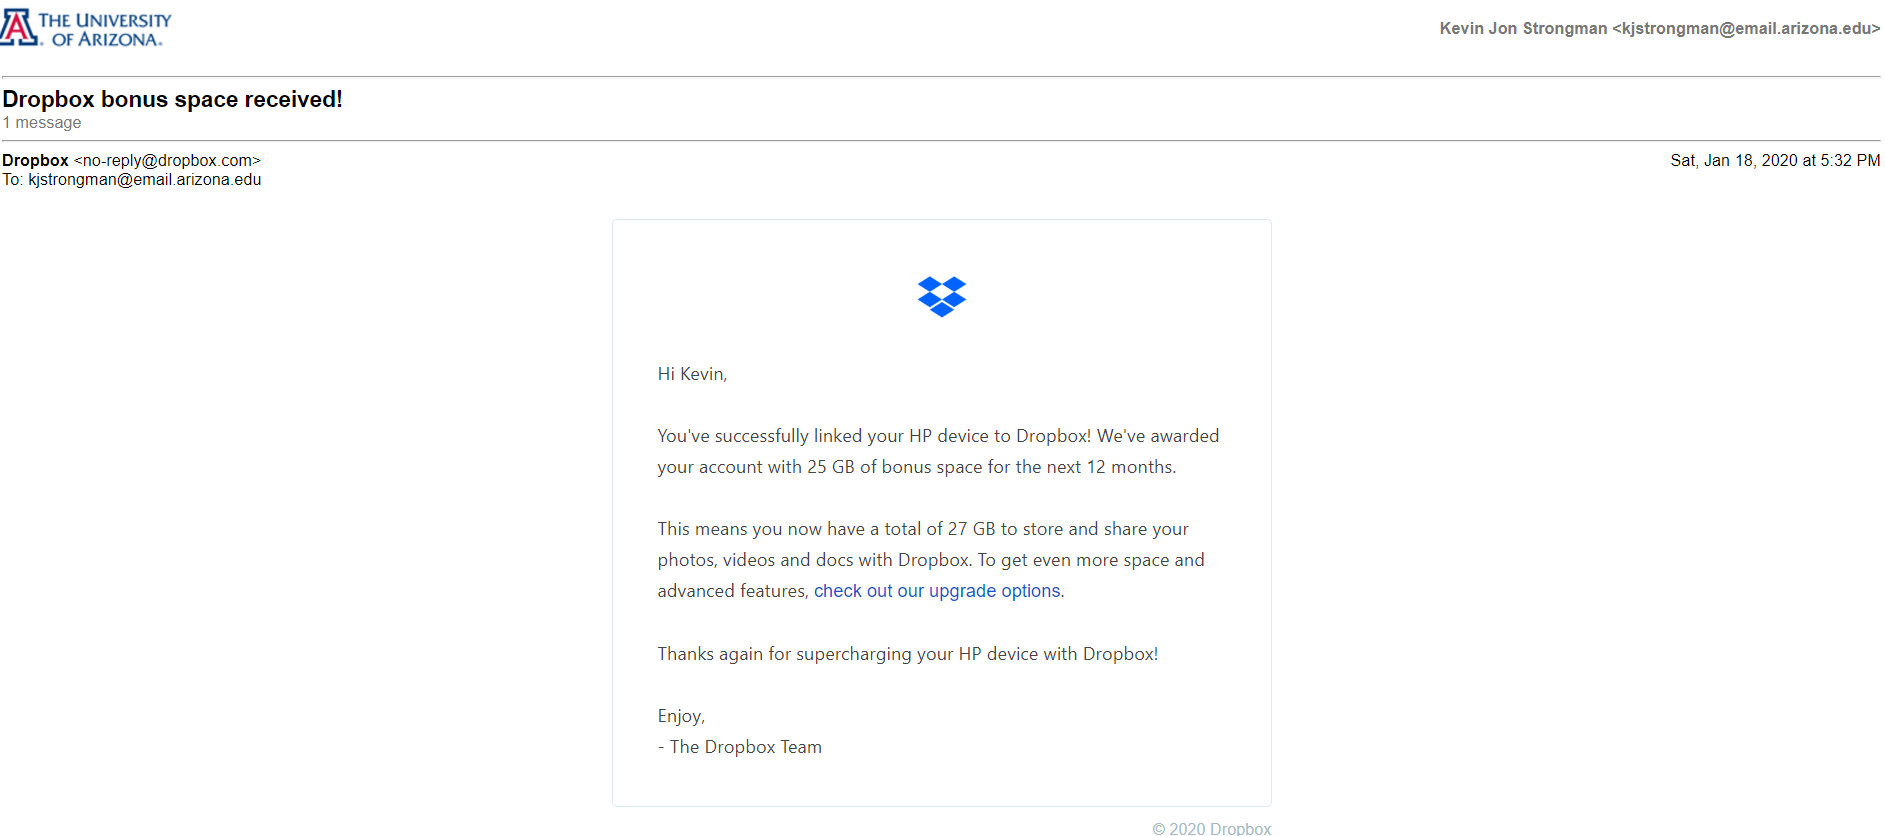 THE UNIVERSITY
OF ARIZONA.
Kevin Jon Strongman <kjstrongman@email.arizona.edu>
Dropbox bonus space received!
1 message
Dropbox <no-reply@dropbox.com>
Sat, Jan 18, 2020 at 5:32 PM
To: kjstrongman@email.arizona.edu
Hi Kevin,
You've successfully linked your HP device to Dropbox! We've awarded
your account with 25 GB of bonus space for the next 12 months.
This means you now have a total of 27 GB to store and share your
photos, videos and docs with Dropbox. To get even more space and
advanced features, check out our upgrade options.
Thanks again for supercharging your HP device with Dropbox!
Enjoy,
- The Dropbox Team
© 2020 Dropbox